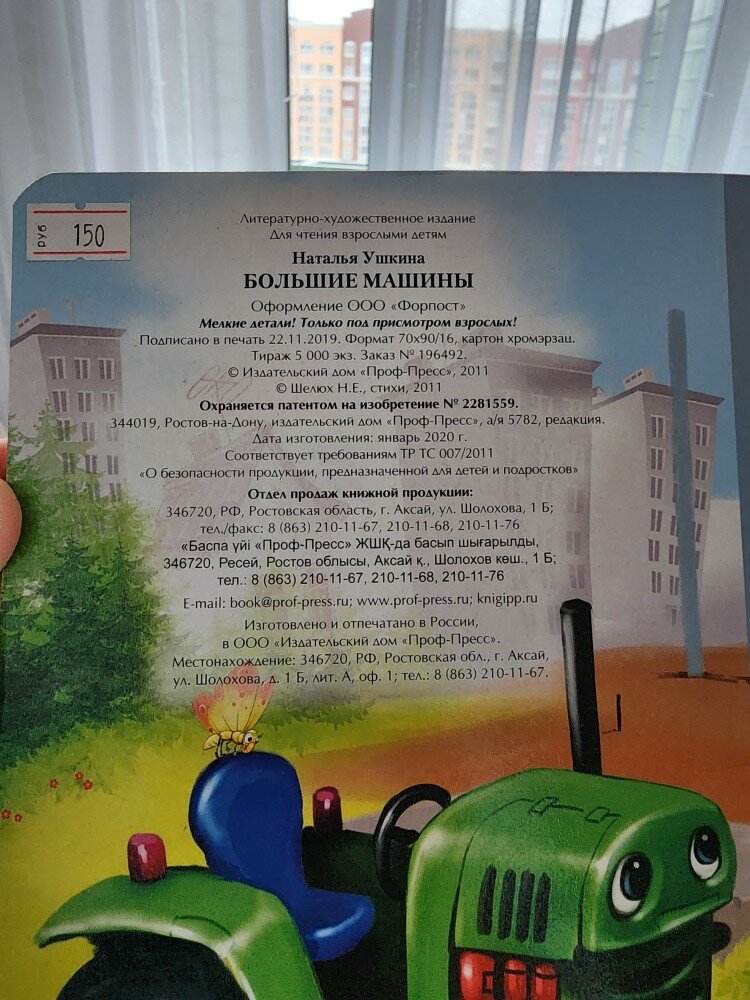 руб 150
Литературно-художественное издание
Для чтения взрослыми детям
Наталья Ушкина
БОЛЬШИЕ МАШИНЫ
Оформление ООО «Форпост»
Мелкие детали! Только под присмотром взрослых!
Подписано в печать 22.11.2019. Формат 70х90/16, картон хромэрзац.
Тираж 5 000 экз. Заказ № 196492.
© Издательский дом «Проф-Пресс», 2011
© Шелюх Н.Е., стихи, 2011
Охраняется патентом на изобретение № 2281559.
344019, Ростов-на-Дону, издательский дом «Проф-Пресс», а/я 5782, редакция.
Дата изготовления: январь 2020 г.
Соответствует требованиям ТР ТС 007/2011
«О безопасности продукции, предназначенной для детей и подростков»
Отдел продаж книжной продукции:
346720, РФ, Ростовская область, г. Аксай, ул. Шолохова, 1 Б;
тел./факс: 8 (863) 210-11-67, 210-11-68, 210-11-76
«Баспа үйі «Проф-Пресс» ЖШҚ-да басып шығарылды,
346720, Ресей, Ростов облысы, Аксай қ., Шолохов көш., 1 Б;
тел.: 8 (863) 210-11-67, 210-11-68, 210-11-76
E-mail: book@prof-press.ru; www.prof-press.ru; knigipp.ru
Изготовлено и отпечатано в России,
в ООО «Издательский дом «Проф-Пресс».
Местонахождение: 346720, РФ, Ростовская обл., г. Аксай,
ул. Шолохова, д. 1 Б, лит. А, оф. 1; тел.: 8 (863) 210-11-67.